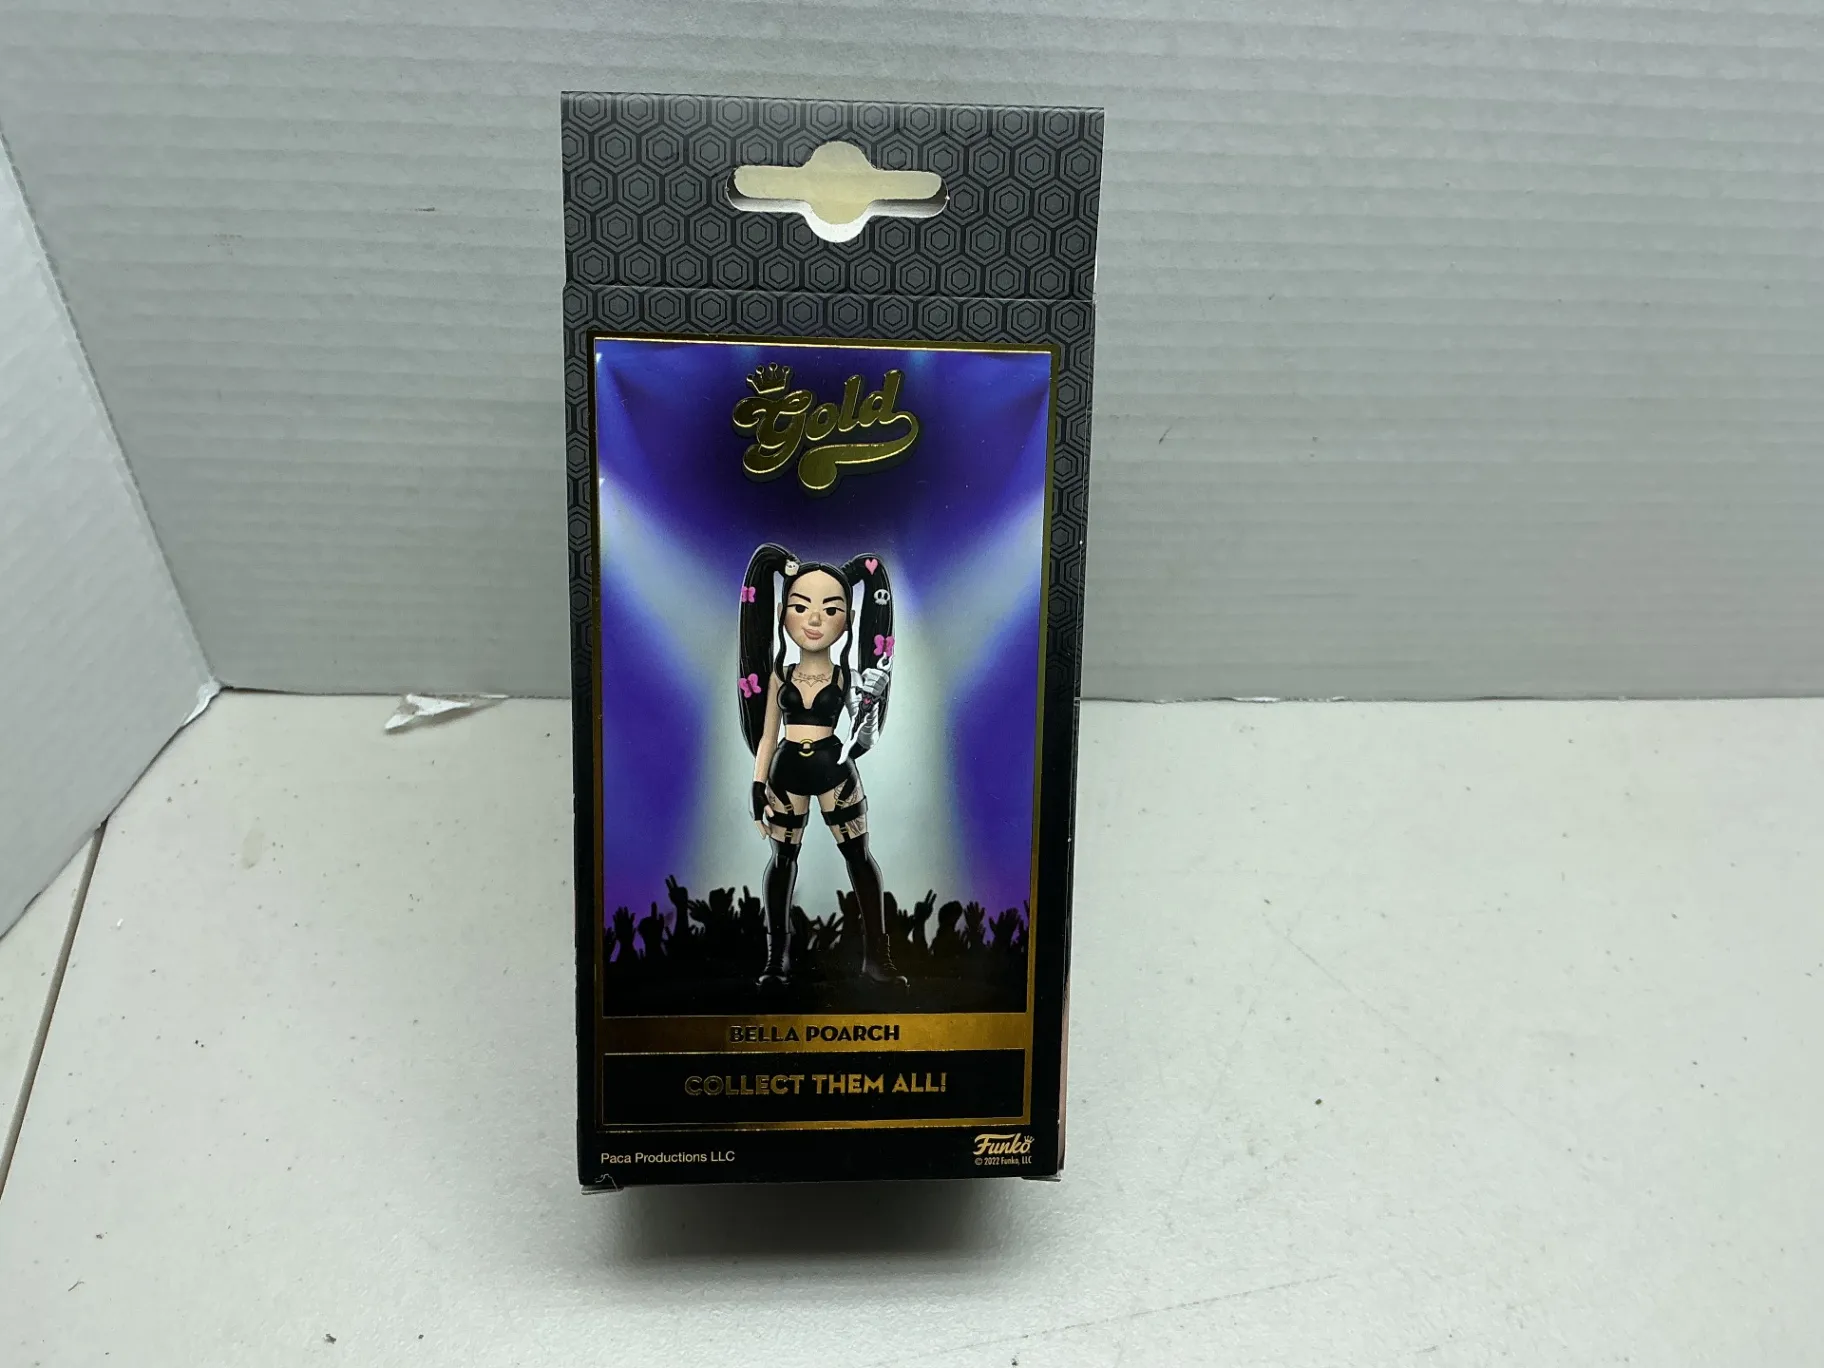 Gold
BELLA POARCH
COLLECT THEM ALL!
Paca Productions LLC
Funko
© 2022 Funko, LLC